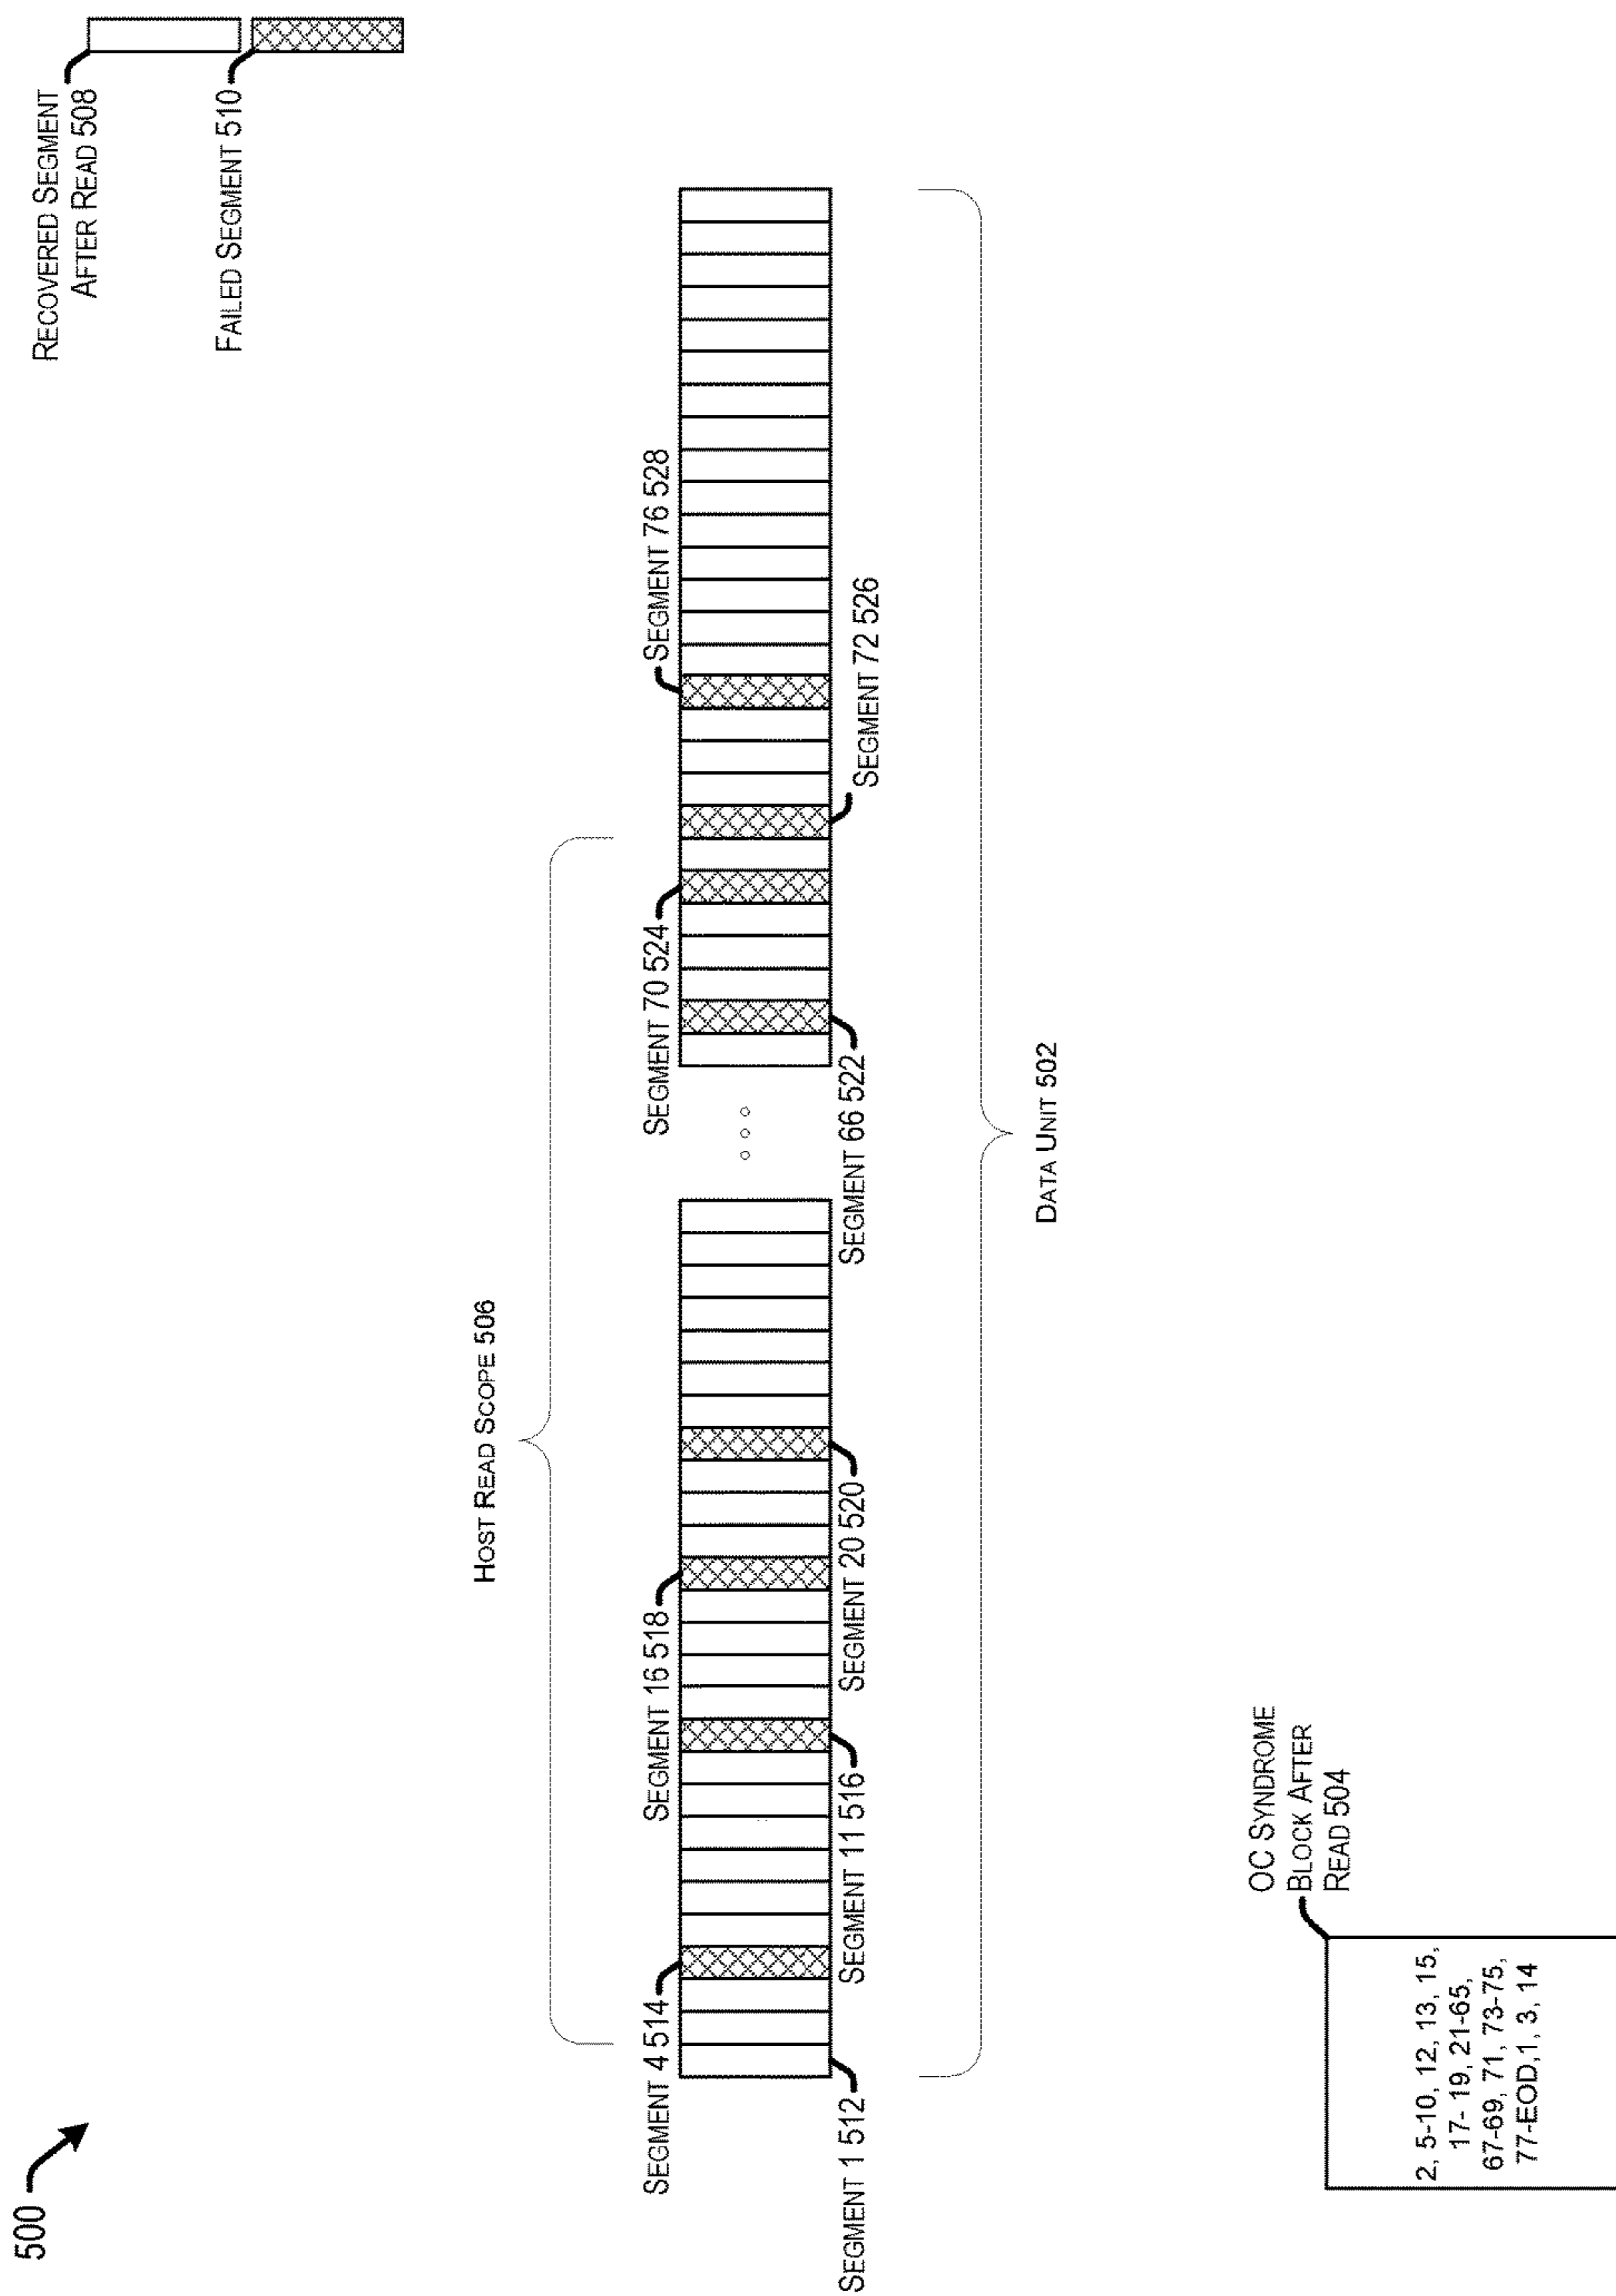 500
RECOVERED SEGMENT
AFTER READ 508
FAILED SEGMENT 510
HOST READ SCOPE 506
SEGMENT 4 514
SEGMENT 16 518
SEGMENT 70 524
SEGMENT 76 528
SEGMENT 1 512
SEGMENT 11 516
SEGMENT 20 520
SEGMENT 66 522
SEGMENT 72 526
DATA UNIT 502
OC SYNDROME
BLOCK AFTER
READ 504
2, 5-10, 12, 13, 15,
17- 19, 21-65,
67-69, 71, 73-75,
77-EOD,1, 3, 14